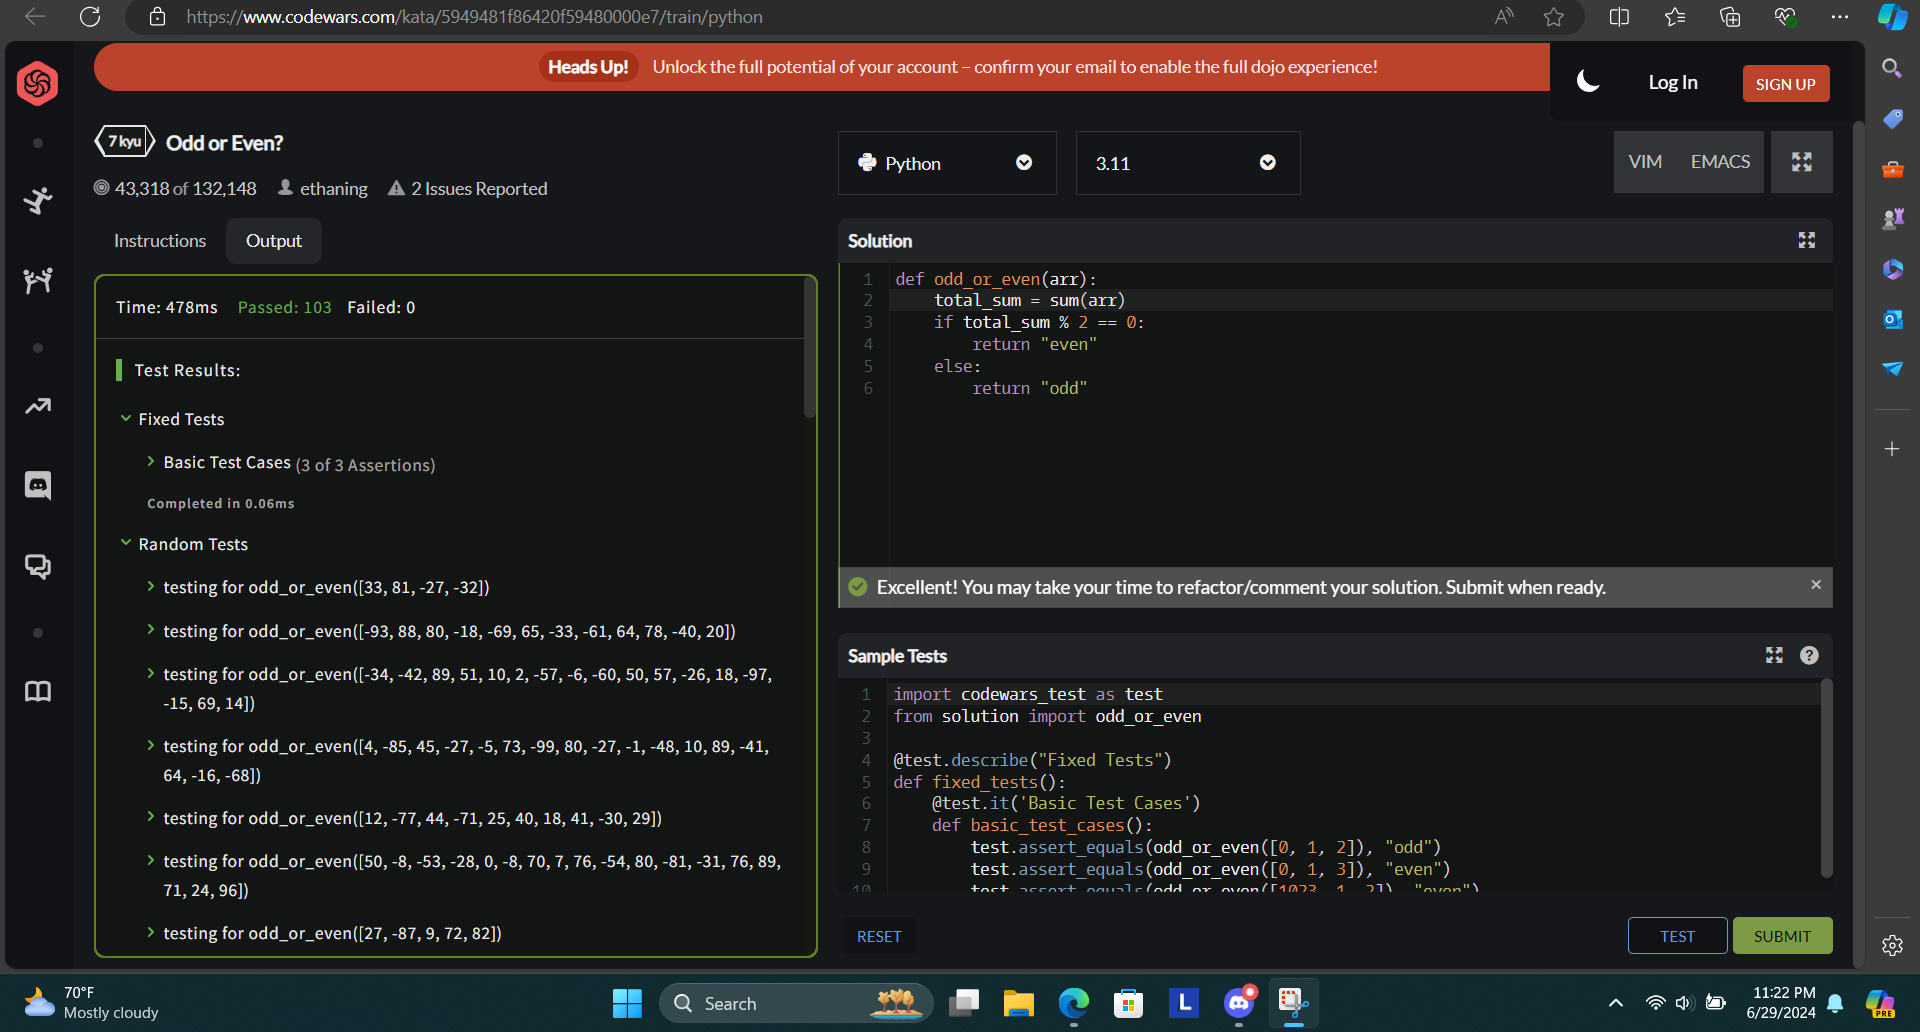 https://www.codewars.com/kata/5949481f86420f59480000e7/train/python
Heads Up! Unlock the full potential of your account – confirm your email to enable the full dojo experience!
Log In
SIGN UP
7 kyu Odd or Even?
43,318 of 132,148 ethaning 2 Issues Reported
Python
3.11
VIM EMACS
Instructions
Output
Time: 478ms Passed: 103 Failed: 0
Test Results:
Fixed Tests
Basic Test Cases (3 of 3 Assertions)
Completed in 0.06ms
Random Tests
testing for odd_or_even([33, 81, -27, -32])
testing for odd_or_even([-93, 88, 80, -18, -69, 65, -33, -61, 64, 78, -40, 20])
testing for odd_or_even([-34, -42, 89, 51, 10, 2, -57, -6, -60, 50, 57, -26, 18, -97,
-15, 69, 14])
testing for odd_or_even([4, -85, 45, -27, -5, 73, -99, 80, -27, -1, -48, 10, 89, -41,
64, -16, -68])
testing for odd_or_even([12, -77, 44, -71, 25, 40, 18, 41, -30, 29])
testing for odd_or_even([50, -8, -53, -28, 0, -8, 70, 7, 76, -54, 80, -81, -31, 76, 89,
71, 24, 96])
testing for odd_or_even([27, -87, 9, 72, 82])
Solution
1 def odd_or_even(arr):
2 total_sum = sum(arr)
3 if total_sum % 2 == 0:
4 return "even"
5 else:
6 return "odd"
Excellent! You may take your time to refactor/comment your solution. Submit when ready.
Sample Tests
1 import codewars_test as test
2 from solution import odd_or_even
3
4 @test.describe("Fixed Tests")
5 def fixed_tests():
6 @test.it('Basic Test Cases')
7 def basic_test_cases():
8 test.assert_equals(odd_or_even([0, 1, 2]), "odd")
9 test.assert_equals(odd_or_even([0, 1, 3]), "even")
10 test.assert_equals(odd_or_even([1023, 1, 2]), "even")
RESET
TEST
SUBMIT
70°F
Mostly cloudy
Search
L
PRE
11:22 PM
6/29/2024